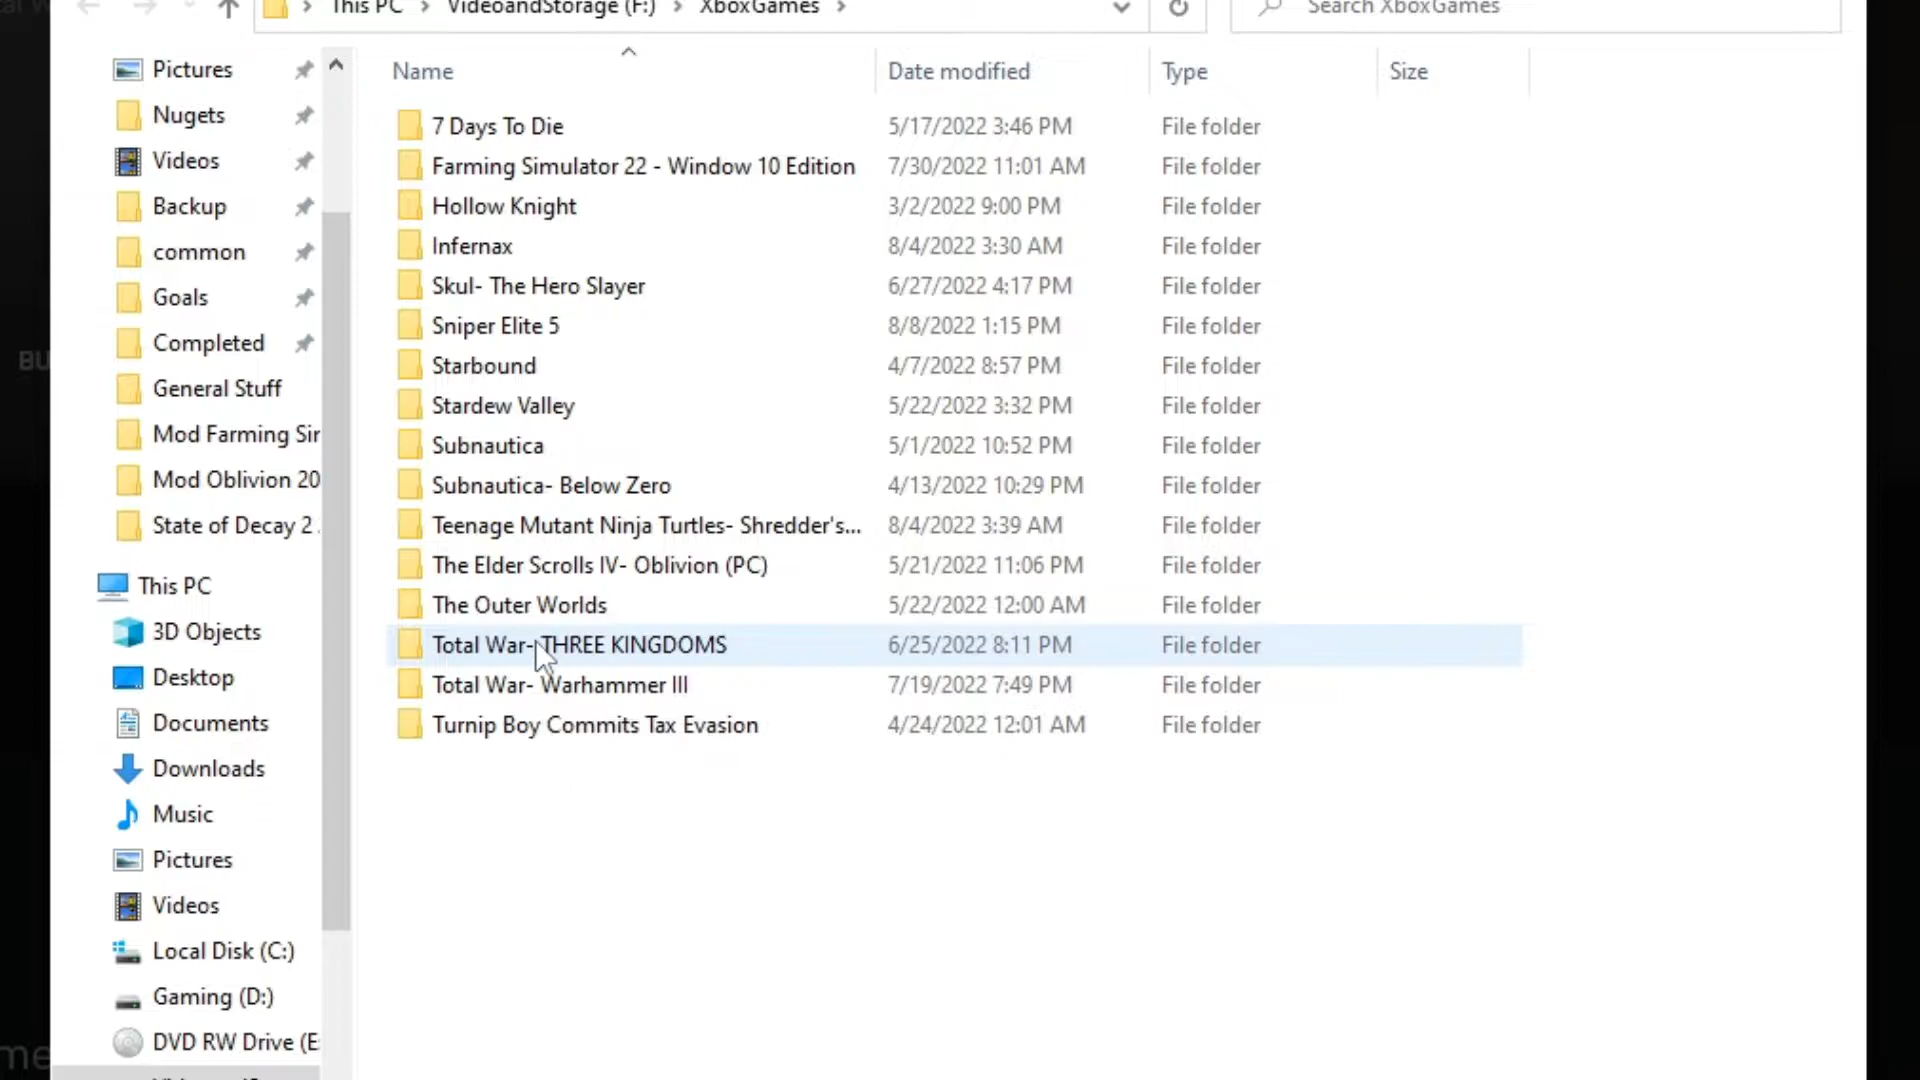 This PC > VideoandStorage (F:) > XboxGames >
Search XboxGames
Name Date modified Type Size
Pictures
Nugets
Videos
Backup
common
Goals
Completed
General Stuff
Mod Farming Sir
Mod Oblivion 20
State of Decay 2 .
This PC
3D Objects
Desktop
Documents
Downloads
Music
Pictures
Videos
Local Disk (C:)
Gaming (D:)
DVD RW Drive (E:
7 Days To Die 5/17/2022 3:46 PM File folder
Farming Simulator 22 - Window 10 Edition 7/30/2022 11:01 AM File folder
Hollow Knight 3/2/2022 9:00 PM File folder
Infernax 8/4/2022 3:30 AM File folder
Skul- The Hero Slayer 6/27/2022 4:17 PM File folder
Sniper Elite 5 8/8/2022 1:15 PM File folder
Starbound 4/7/2022 8:57 PM File folder
Stardew Valley 5/22/2022 3:32 PM File folder
Subnautica 5/1/2022 10:52 PM File folder
Subnautica- Below Zero 4/13/2022 10:29 PM File folder
Teenage Mutant Ninja Turtles- Shredder's... 8/4/2022 3:39 AM File folder
The Elder Scrolls IV- Oblivion (PC) 5/21/2022 11:06 PM File folder
The Outer Worlds 5/22/2022 12:00 AM File folder
Total War- THREE KINGDOMS 6/25/2022 8:11 PM File folder
Total War- Warhammer III 7/19/2022 7:49 PM File folder
Turnip Boy Commits Tax Evasion 4/24/2022 12:01 AM File folder
BU
me